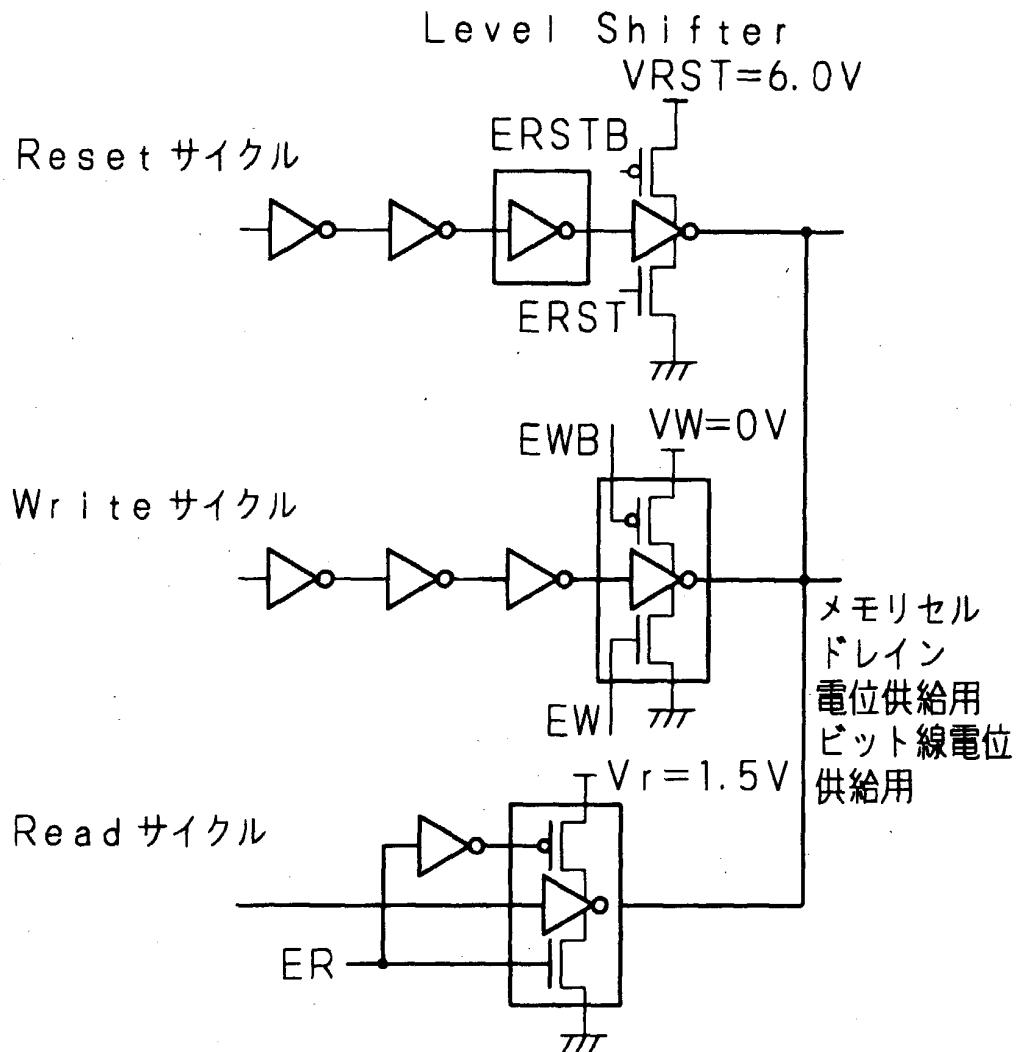 Level Shifter
VRST=6.0V
ERSTB
Resetサイクル
ERST
VW=0V
EWB
Writeサイクル
メモリセル
ドレイン
電位供給用
ビット線電位
供給用
EW
Vr=1.5V
Readサイクル
ER